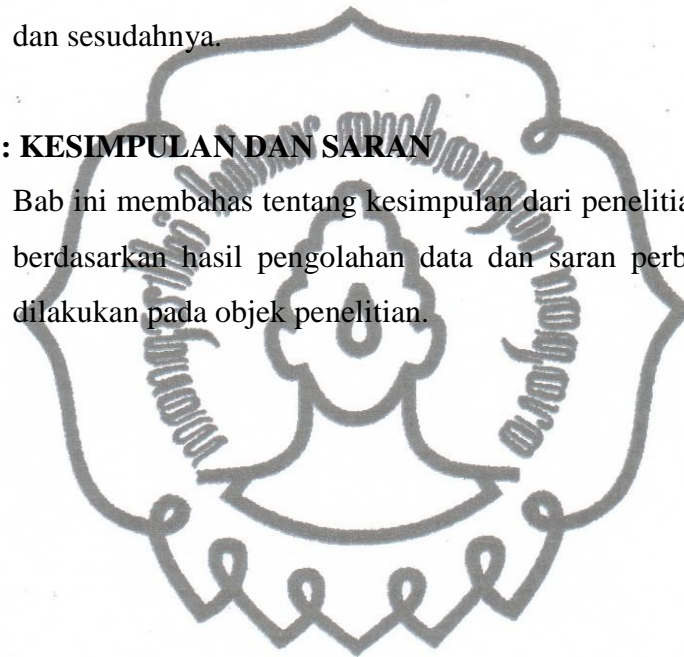 dan sesudahnya.
: KESIMPULAN DAN SARAN
Bab ini membahas tentang kesimpulan dari penelitia
berdasarkan hasil pengolahan data dan saran perb
dilakukan pada objek penelitian.